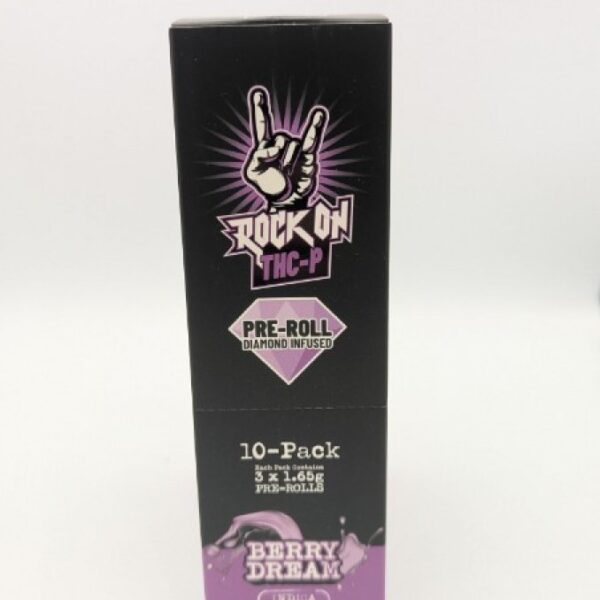 ROCK ON
THC-P
PRE-ROLL
DIAMOND INFUSED
10-Pack
Each Pack Contains
3 x 1.65g
PRE-ROLLS
BERRY
DREAM
INDICA